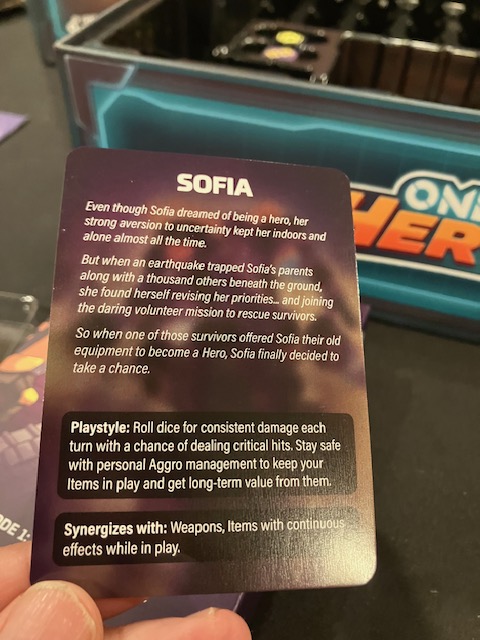 SOFIA
Even though Sofia dreamed of being a hero, her
strong aversion to uncertainty kept her indoors and
alone almost all the time.
But when an earthquake trapped Sofia's parents
along with a thousand others beneath the ground,
she found herself revising her priorities... and joining
the daring volunteer mission to rescue survivors.
So when one of those survivors offered Sofia their old
equipment to become a Hero, Sofia finally decided to
take a chance.
Playstyle: Roll dice for consistent damage each
turn with a chance of dealing critical hits. Stay safe
with personal Aggro management to keep your
Items in play and get long-term value from them.
Synergizes with: Weapons, Items with continuous
effects while in play.
ON
HER
ODE 1: